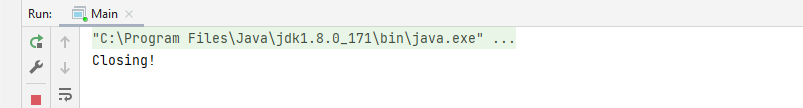 Run: Main
"C:\Program Files\Java\jdk1.8.0_171\bin\java.exe" ...
Closing!